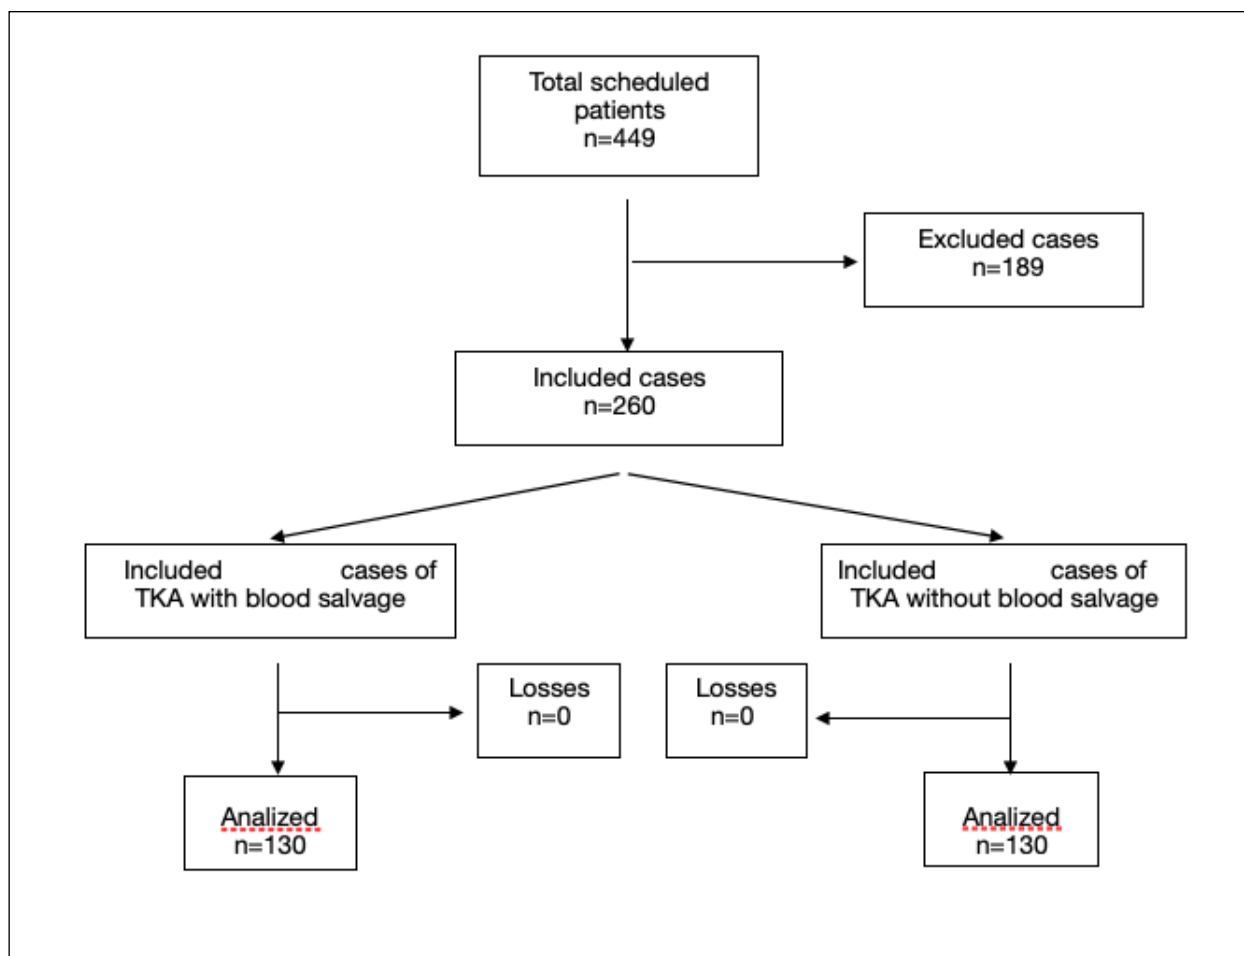 Total scheduled
patients
n=449
Excluded cases
n=189
Included cases
n=260
Included cases of
TKA with blood salvage
Included cases of
TKA without blood salvage
Losses
n=0
Losses
n=0
Analized
n=130
Analized
n=130